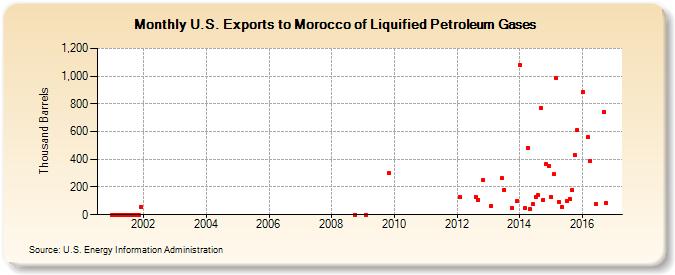 Monthly U.S. Exports to Morocco of Liquified Petroleum Gases
Thousand Barrels
1,200
1,000
800
600
400
200
0
2002 2004 2006 2008 2010 2012 2014 2016
Source: U.S. Energy Information Administration